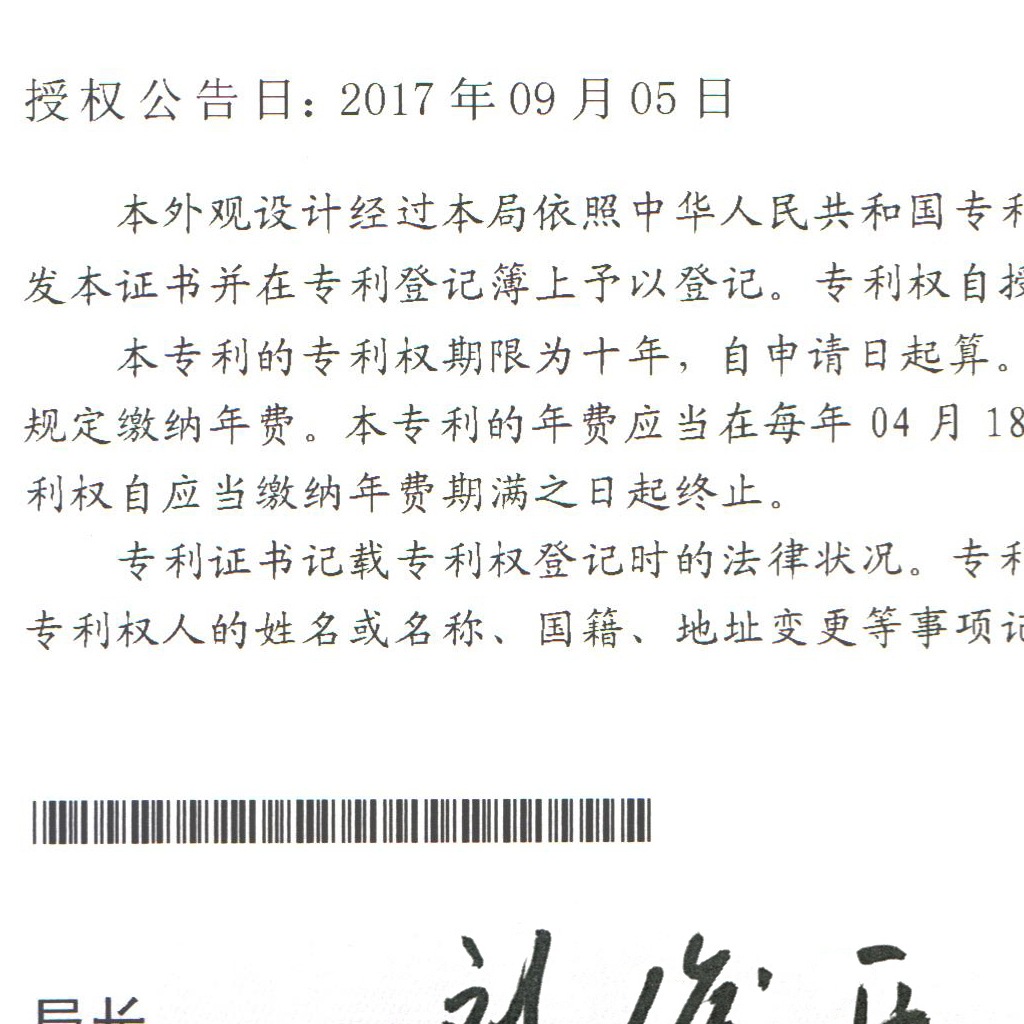 授权公告日: 2017 年 09 月 05 日
本外观设计经过本局依照中华人民共和国专利
发本证书并在专利登记簿上予以登记。专利权自授
本专利的专利权期限为十年，自申请日起算。
规定缴纳年费。本专利的年费应当在每年 04 月 18
利权自应当缴纳年费期满之日起终止。
专利证书记载专利权登记时的法律状况。专利
专利权人的姓名或名称、国籍、地址变更等事项记
局长